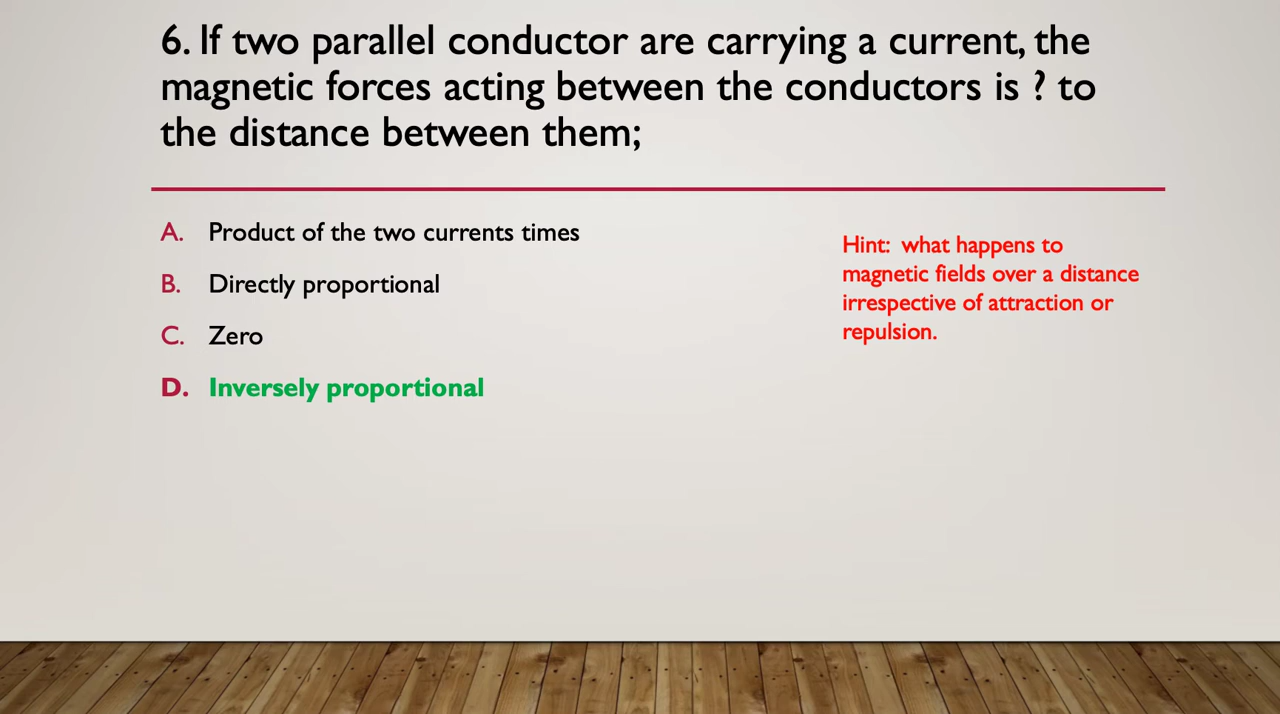 6. If two parallel conductor are carrying a current, the
magnetic forces acting between the conductors is ? to
the distance between them;
A. Product of the two currents times
B. Directly proportional
C. Zero
D. Inversely proportional
Hint: what happens to
magnetic fields over a distance
irrespective of attraction or
repulsion.